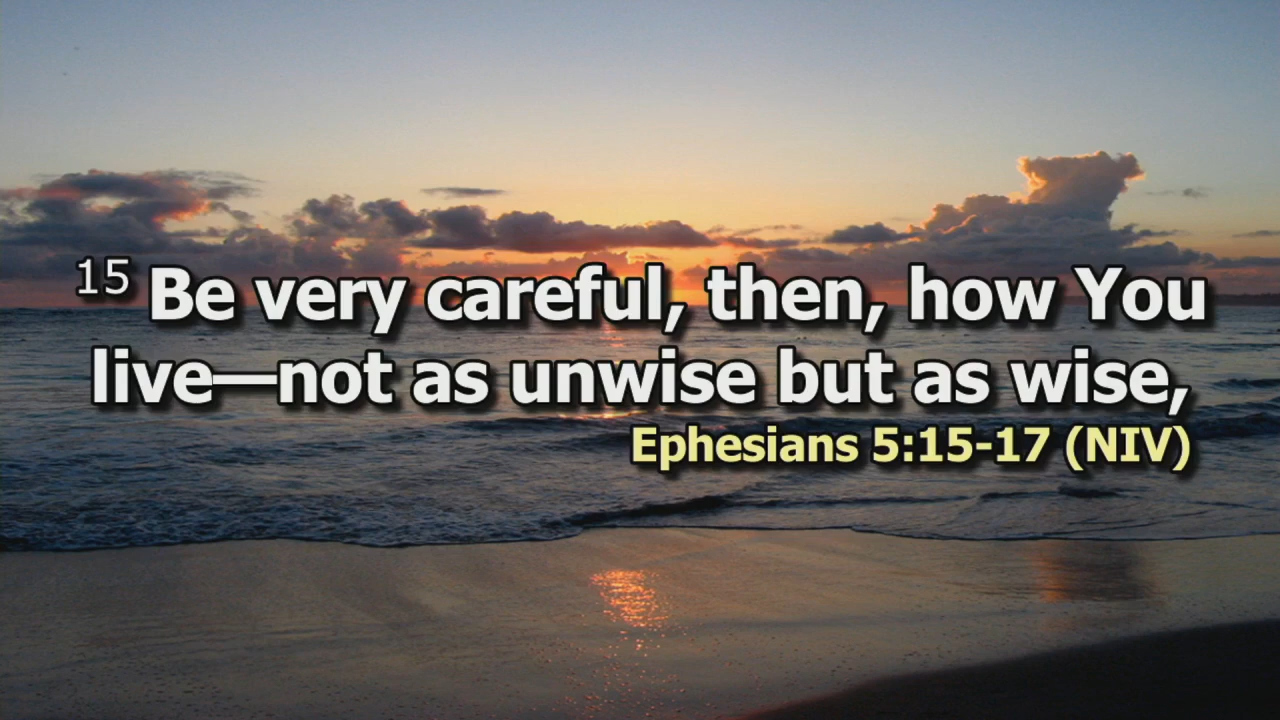 15 Be very careful, then, how You
live—not as unwise but as wise,
Ephesians 5:15-17 (NIV)